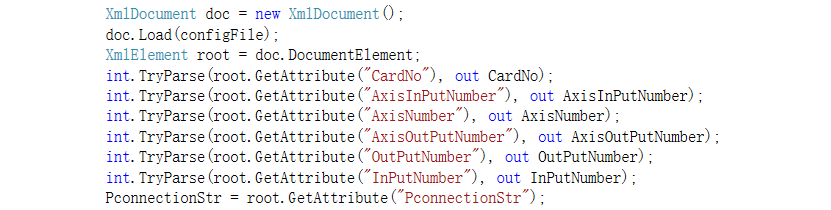 XmlDocument doc = new XmlDocument();
doc.Load(configFile);
XmlElement root = doc.DocumentElement;
int.TryParse(root.GetAttribute("CardNo"), out CardNo);
int.TryParse(root.GetAttribute("AxisInPutNumber"), out AxisInPutNumber);
int.TryParse(root.GetAttribute("AxisNumber"), out AxisNumber);
int.TryParse(root.GetAttribute("AxisOutPutNumber"), out AxisOutPutNumber);
int.TryParse(root.GetAttribute("OutPutNumber"), out OutPutNumber);
int.TryParse(root.GetAttribute("InPutNumber"), out InPutNumber);
PconnectionStr = root.GetAttribute("PconnectionStr");